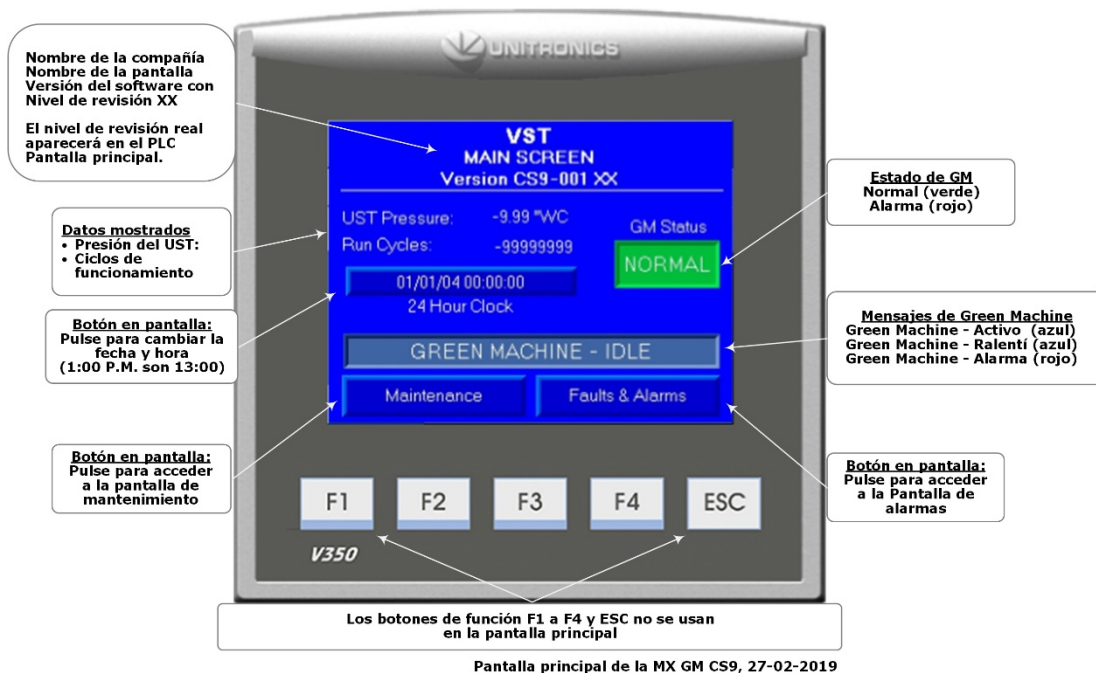 UNITRONICS
Nombre de la compañía
Nombre de la pantalla
Versión del software con
Nivel de revisión XX
El nivel de revisión real
aparecerá en el PLC
Pantalla principal.
VST
MAIN SCREEN
Version CS9-001 XX
Estado de GM
Normal (verde)
Alarma (rojo)
Datos mostrados
• Presión del UST:
• Ciclos de
funcionamiento
UST Pressure: -9.99 "WC
Run Cycles: -99999999
GM Status
NORMAL
01/01/04 00:00:00
24 Hour Clock
Botón en pantalla:
Pulse para cambiar la
fecha y hora
(1:00 P.M. son 13:00)
Mensajes de Green Machine
Green Machine - Activo (azul)
Green Machine - Ralentí (azul)
Green Machine - Alarma (rojo)
GREEN MACHINE - IDLE
Maintenance
Faults & Alarms
Botón en pantalla:
Pulse para acceder
a la pantalla de
mantenimiento
Botón en pantalla:
Pulse para acceder
a la Pantalla de
alarmas
F1 F2 F3 F4 ESC
V350
Los botones de función F1 a F4 y ESC no se usan
en la pantalla principal
Pantalla principal de la MX GM CS9, 27-02-2019